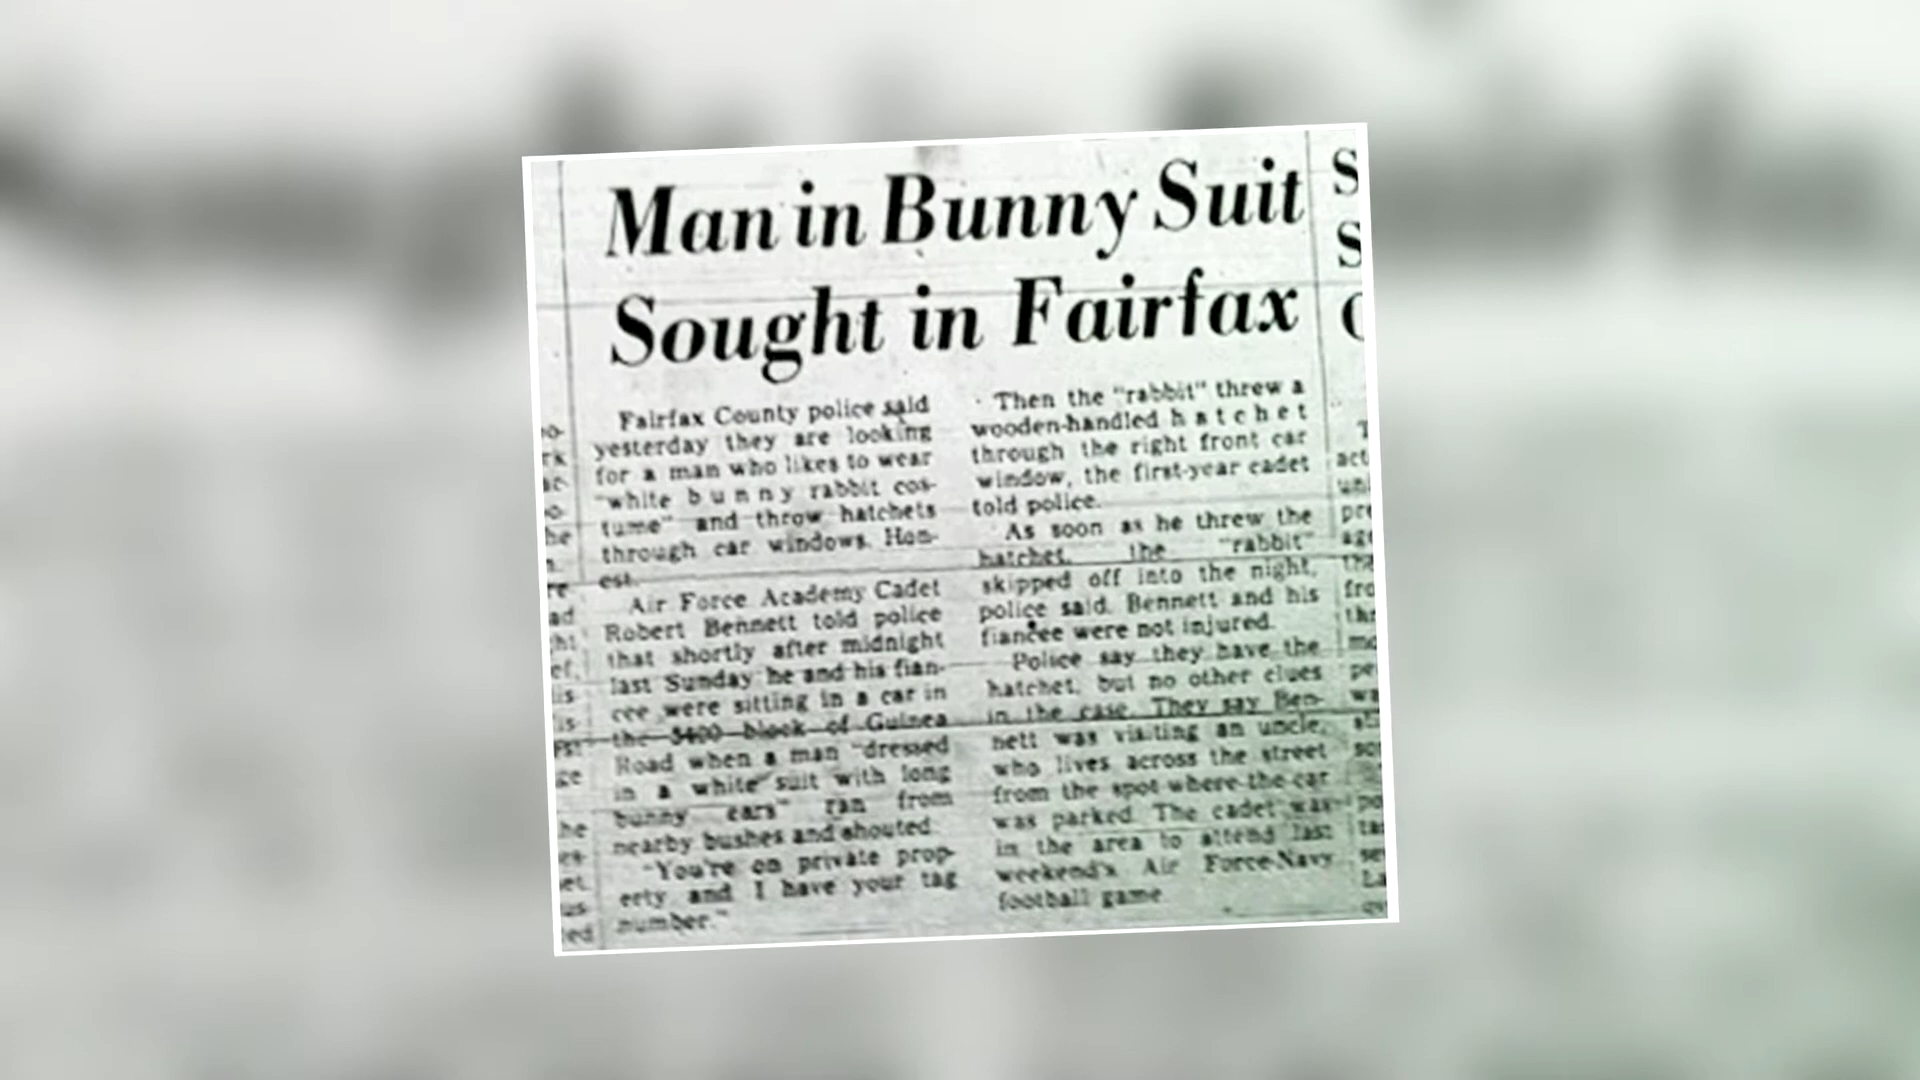 Man in Bunny Suit
Sought in Fairfax
Fairfax County police said
yesterday they are looking
for a man who likes to wear
"white bunny rabbit cos-
tume" and throw hatchets
through car windows. Hon-
est.
Air Force Academy Cadet
Robert Bennett told police
that shortly after midnight
last Sunday he and his fian-
cee were sitting in a car in
the 5400 block of Guinea
Road when a man "dressed
in a white suit with long
bunny ears" ran from
nearby bushes and shouted
"You're on private prop-
erty and I have your tag
number."
Then the "rabbit" threw a
wooden-handled hatchet
through the right front car
window, the first-year cadet
told police.
As soon as he threw the
hatchet, the "rabbit"
skipped off into the night,
police said. Bennett and his
fiancee were not injured.
Police say they have the
hatchet, but no other clues
in the case. They say Ben-
nett was visiting an uncle,
who lives across the street
from the spot where the car
was parked. The cadet was
in the area to attend last
weekend's Air Force-Navy
football game.